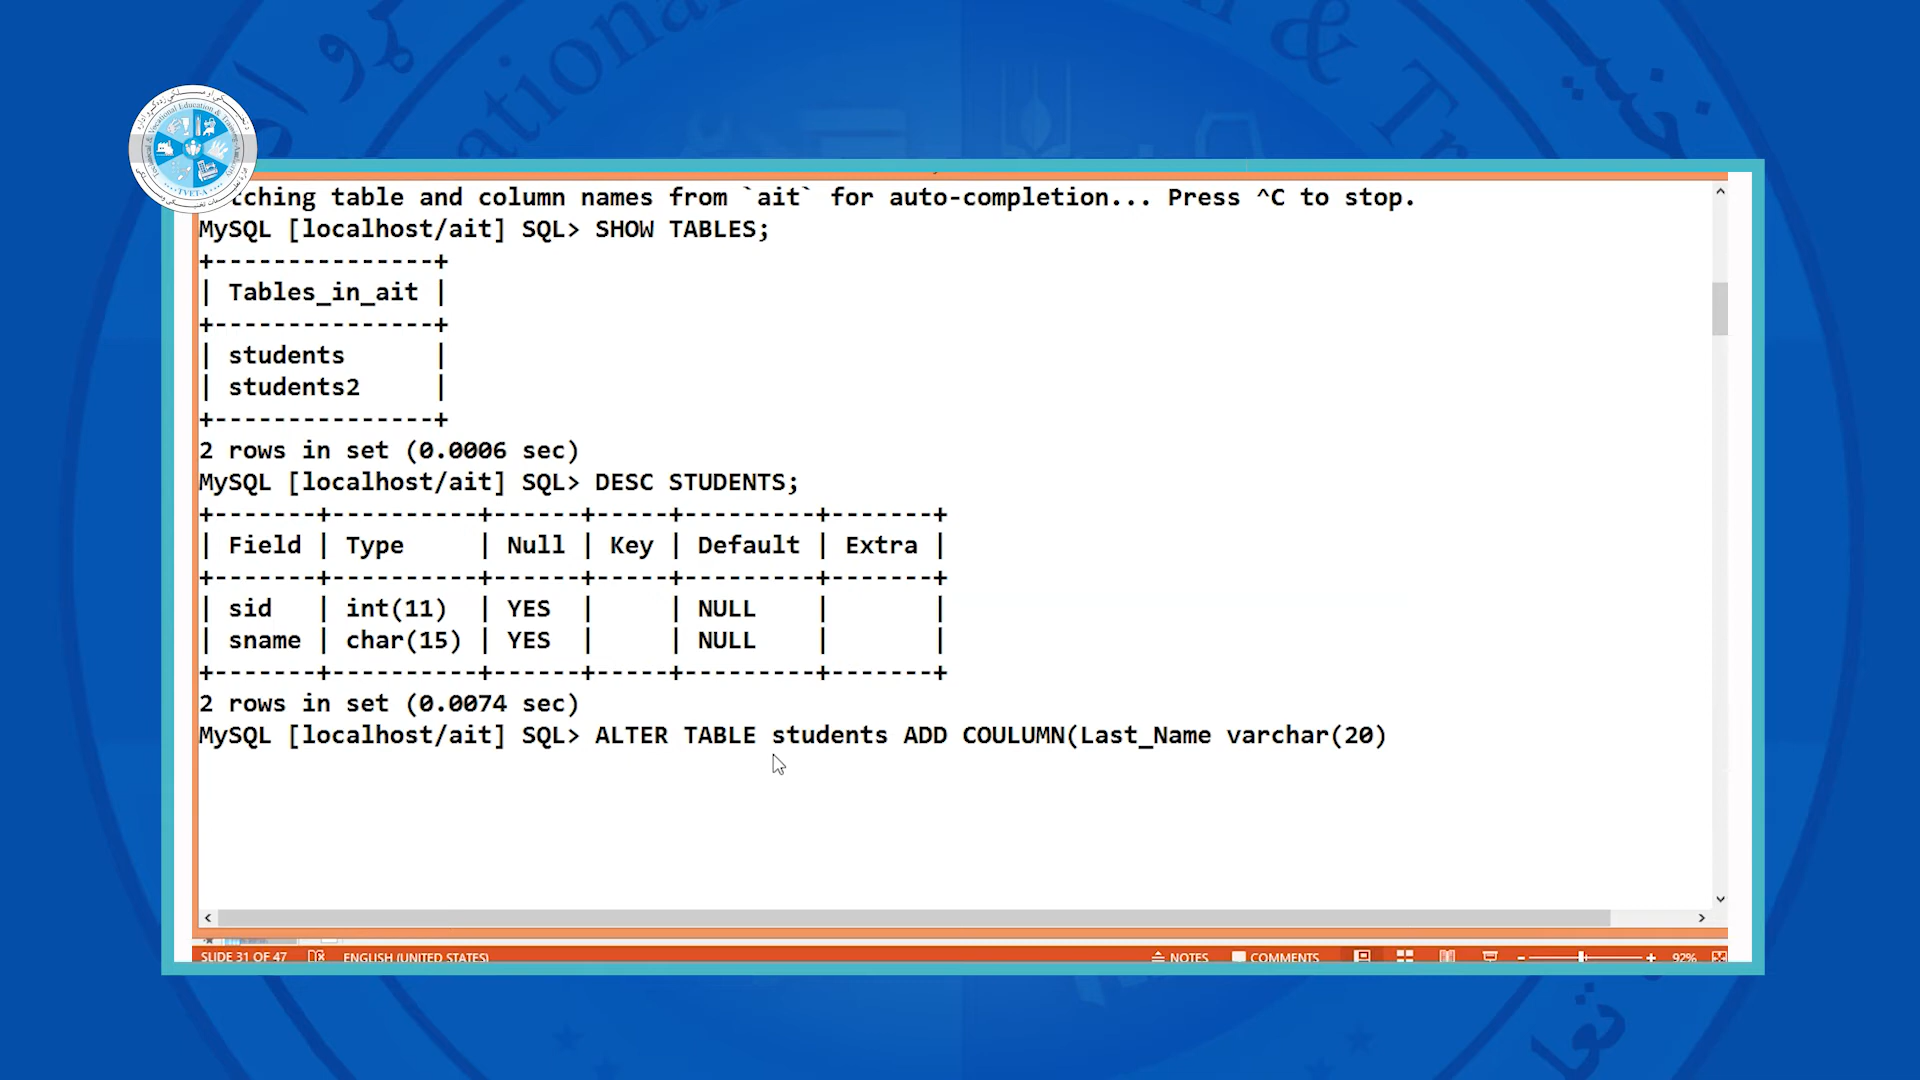 tching table and column names from `ait` for auto-completion... Press ^C to stop.
MySQL [localhost/ait] SQL> SHOW TABLES;
+---------------+
| Tables_in_ait |
+---------------+
| students      |
| students2     |
+---------------+
2 rows in set (0.0006 sec)
MySQL [localhost/ait] SQL> DESC STUDENTS;
+-------+----------+------+-----+---------+-------+
| Field | Type     | Null | Key | Default | Extra |
+-------+----------+------+-----+---------+-------+
| sid   | int(11)  | YES  |     | NULL    |       |
| sname | char(15) | YES  |     | NULL    |       |
+-------+----------+------+-----+---------+-------+
2 rows in set (0.0074 sec)
MySQL [localhost/ait] SQL> ALTER TABLE students ADD COULUMN(Last_Name varchar(20)
SLIDE 31 OF 47
ENGLISH (UNITED STATES)
NOTES
COMMENTS
92%
TVET-A